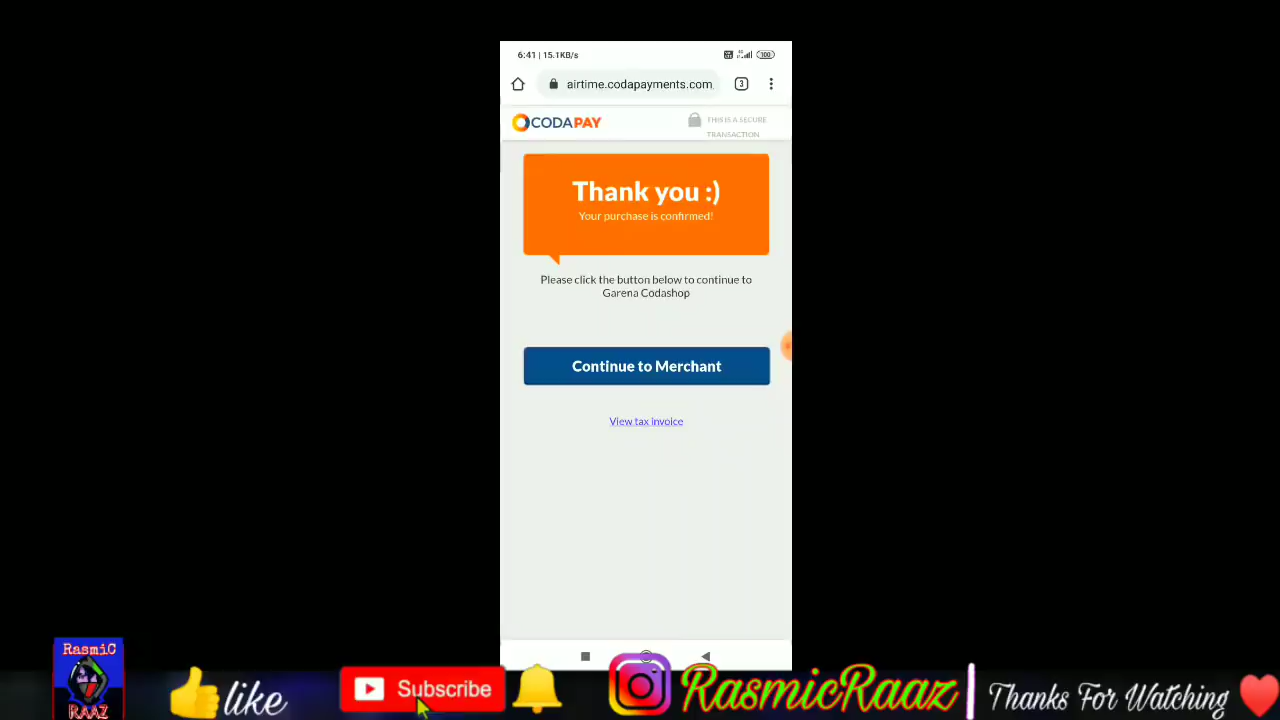 6:41 | 15.1KB/s
100
airtime.codapayments.com
3
CODAPAY
THIS IS A SECURE
TRANSACTION
Thank you :)
Your purchase is confirmed!
Please click the button below to continue to
Garena Codashop
Continue to Merchant
View tax invoice
RasmiC
RAAZ
like
Subscribe
RasmicRaaz
Thanks For Watching